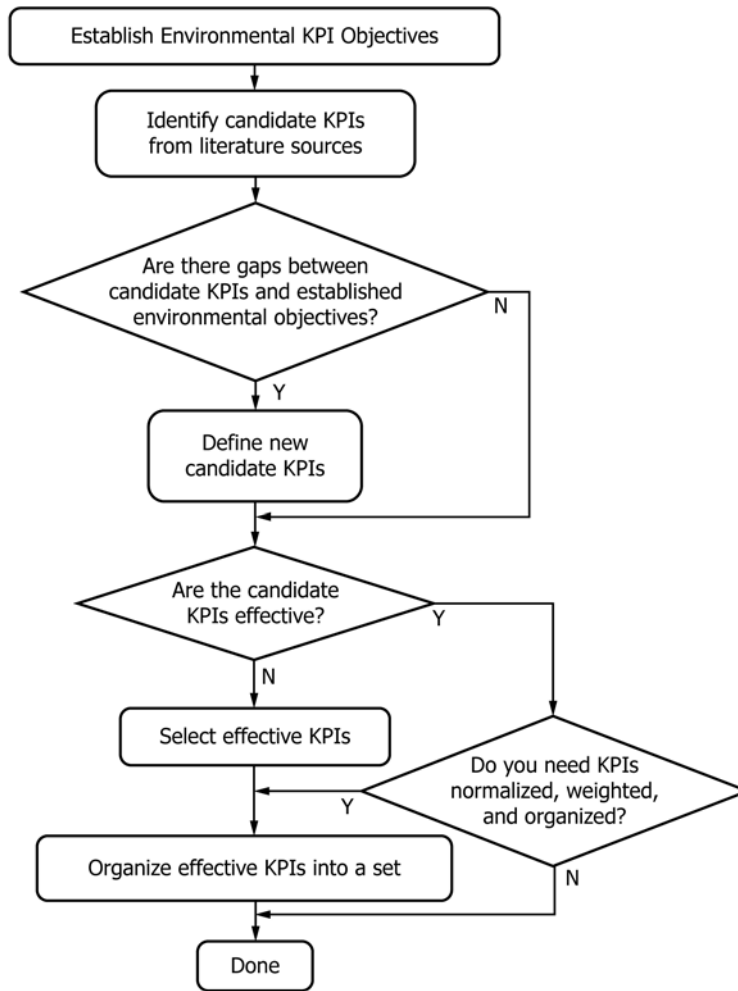 Establish Environmental KPI Objectives
Identify candidate KPIs
from literature sources
Are there gaps between
candidate KPIs and established
environmental objectives?
N
Y
Define new
candidate KPIs
Are the candidate
KPIs effective?
Y
N
Select effective KPIs
Do you need KPIs
normalized, weighted,
and organized?
Y
Organize effective KPIs into a set
N
Done